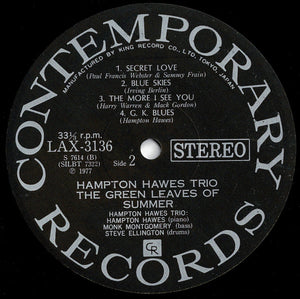 CONTEMPORARY RECORDS
MANUFACTURED BY KING RECORD CO., LTD. TOKYO, JAPAN
1. SECRET LOVE
(Paul Francis Webster & Sammy Frain)
2. BLUE SKIES
(Ireing Berlin)
3. THE MORE I SEE YOU
(Harry Warren & Mack Gordon)
4. G. K. BLUES
(Hampton Hawes)
33⅓ r.p.m.
LAX-3136
S 7614 (B)
(SILBT 7322)
℗ 1977
Side 2
STEREO
HAMPTON HAWES TRIO
THE GREEN LEAVES OF
SUMMER
HAMPTON HAWES TRIO:
HAMPTON HAWES (piano)
MONK MONTGOMERY (bass)
STEVE ELLINGTON (drums)
CR